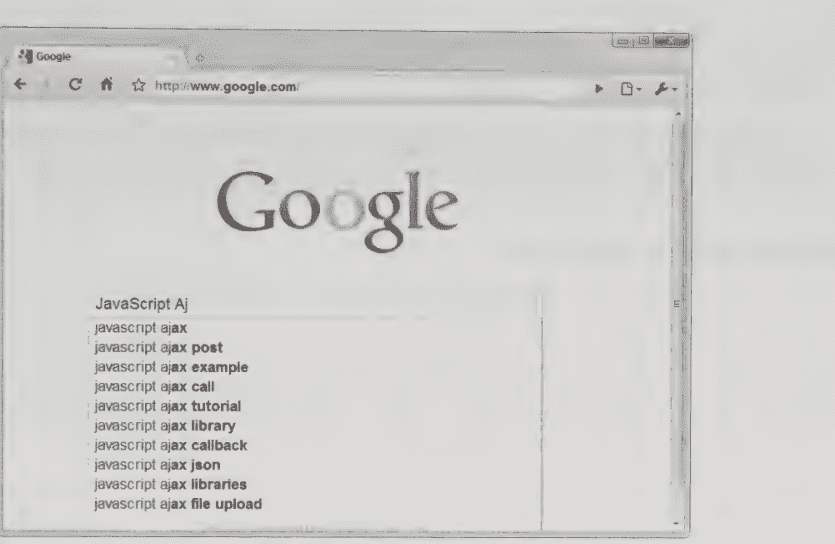 Google
http://www.google.com/
Google
JavaScript Aj
javascript ajax
javascript ajax post
javascript ajax example
javascript ajax call
javascript ajax tutorial
javascript ajax library
javascript ajax callback
javascript ajax json
javascript ajax libraries
javascript ajax file upload